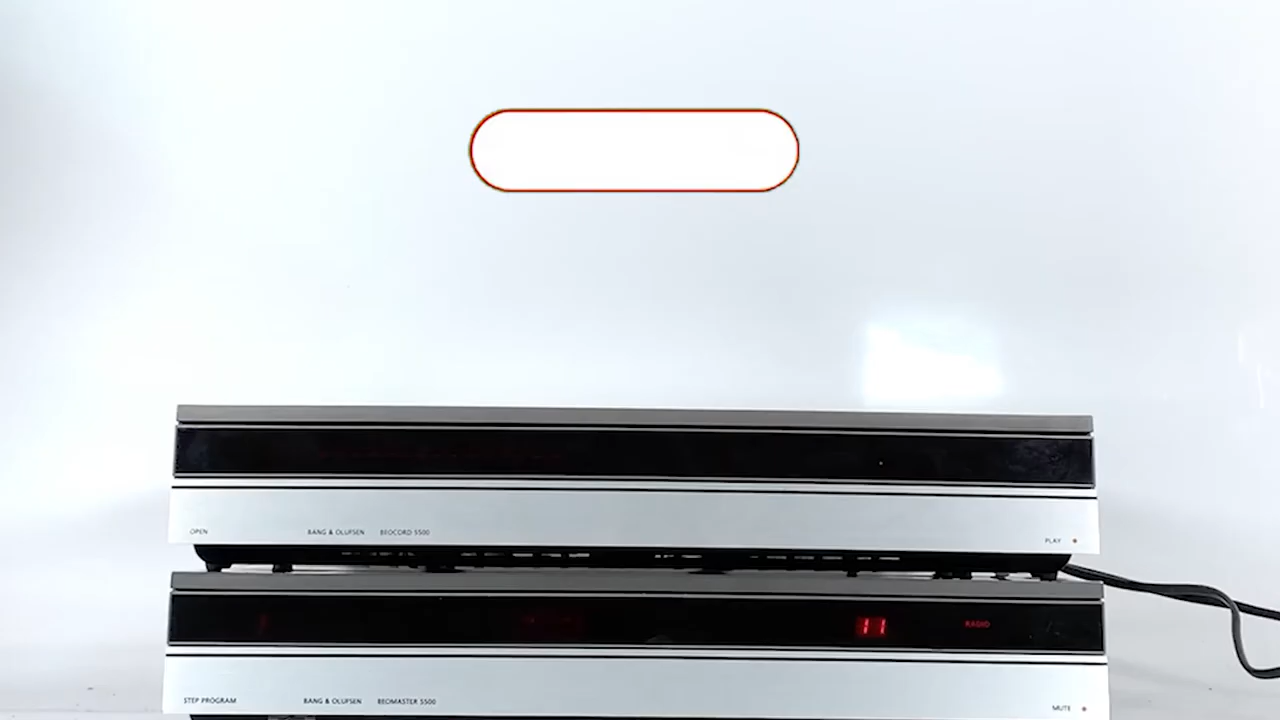 OPEN BANG & OLUFSEN BEOCORD 5500 PLAY
11 RADIO
STEP PROGRAM BANG & OLUFSEN BEOMASTER 5500 MUTE